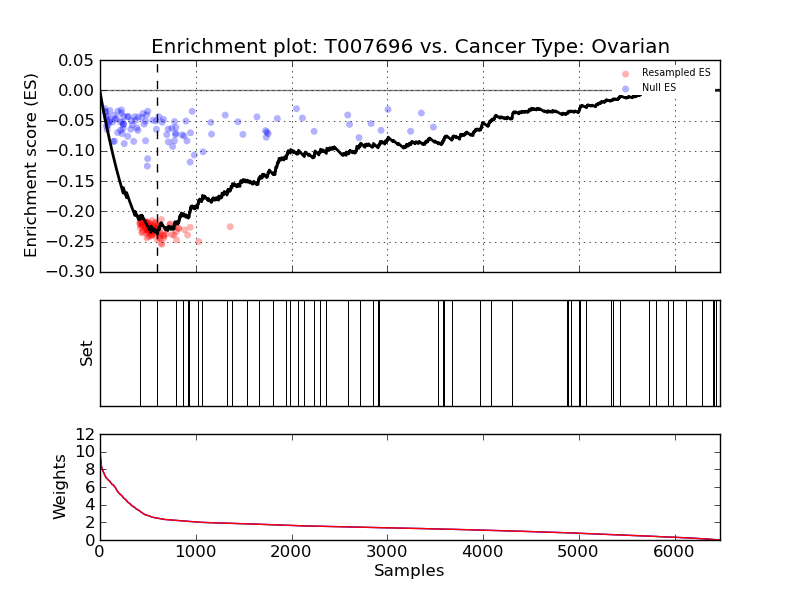 Enrichment plot: T007696 vs. Cancer Type: Ovarian
Enrichment score (ES)
0.05
0.00
−0.05
−0.10
−0.15
−0.20
−0.25
−0.30
Resampled ES
Null ES
Set
Weights
12
10
8
6
4
2
0
0 1000 2000 3000 4000 5000 6000
Samples